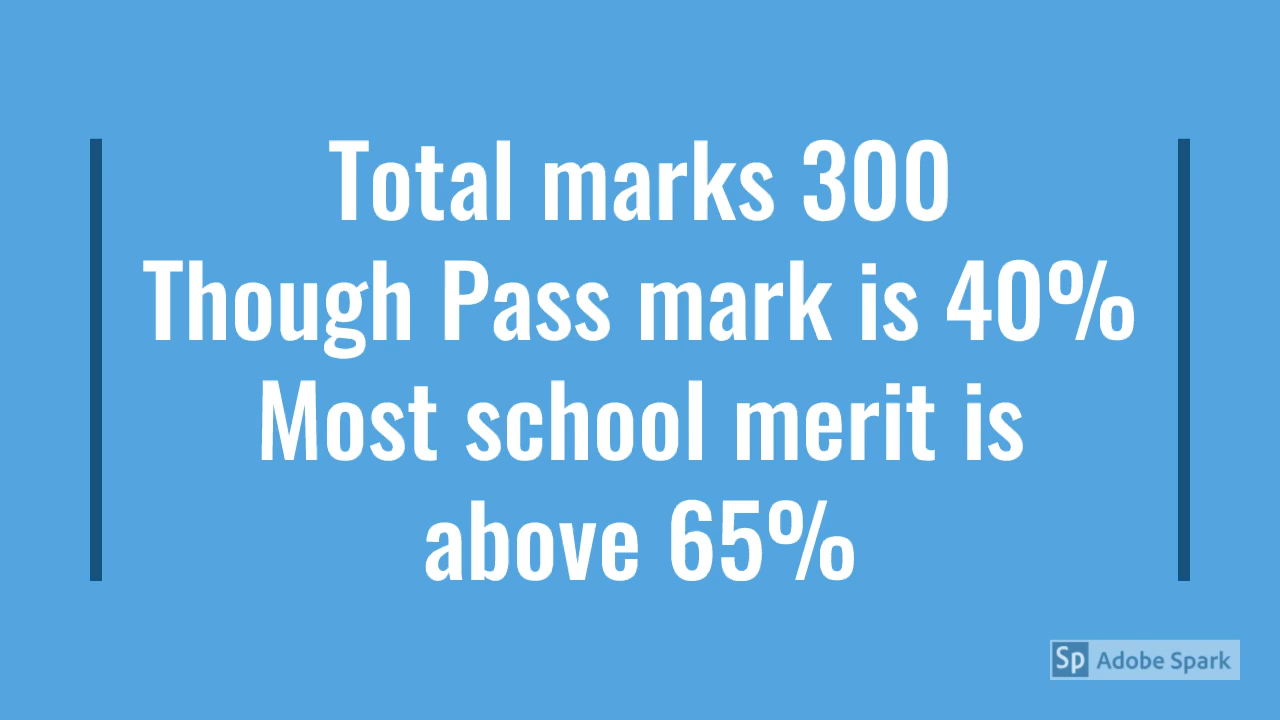 Total marks 300
Though Pass mark is 40%
Most school merit is
above 65%
Sp Adobe Spark